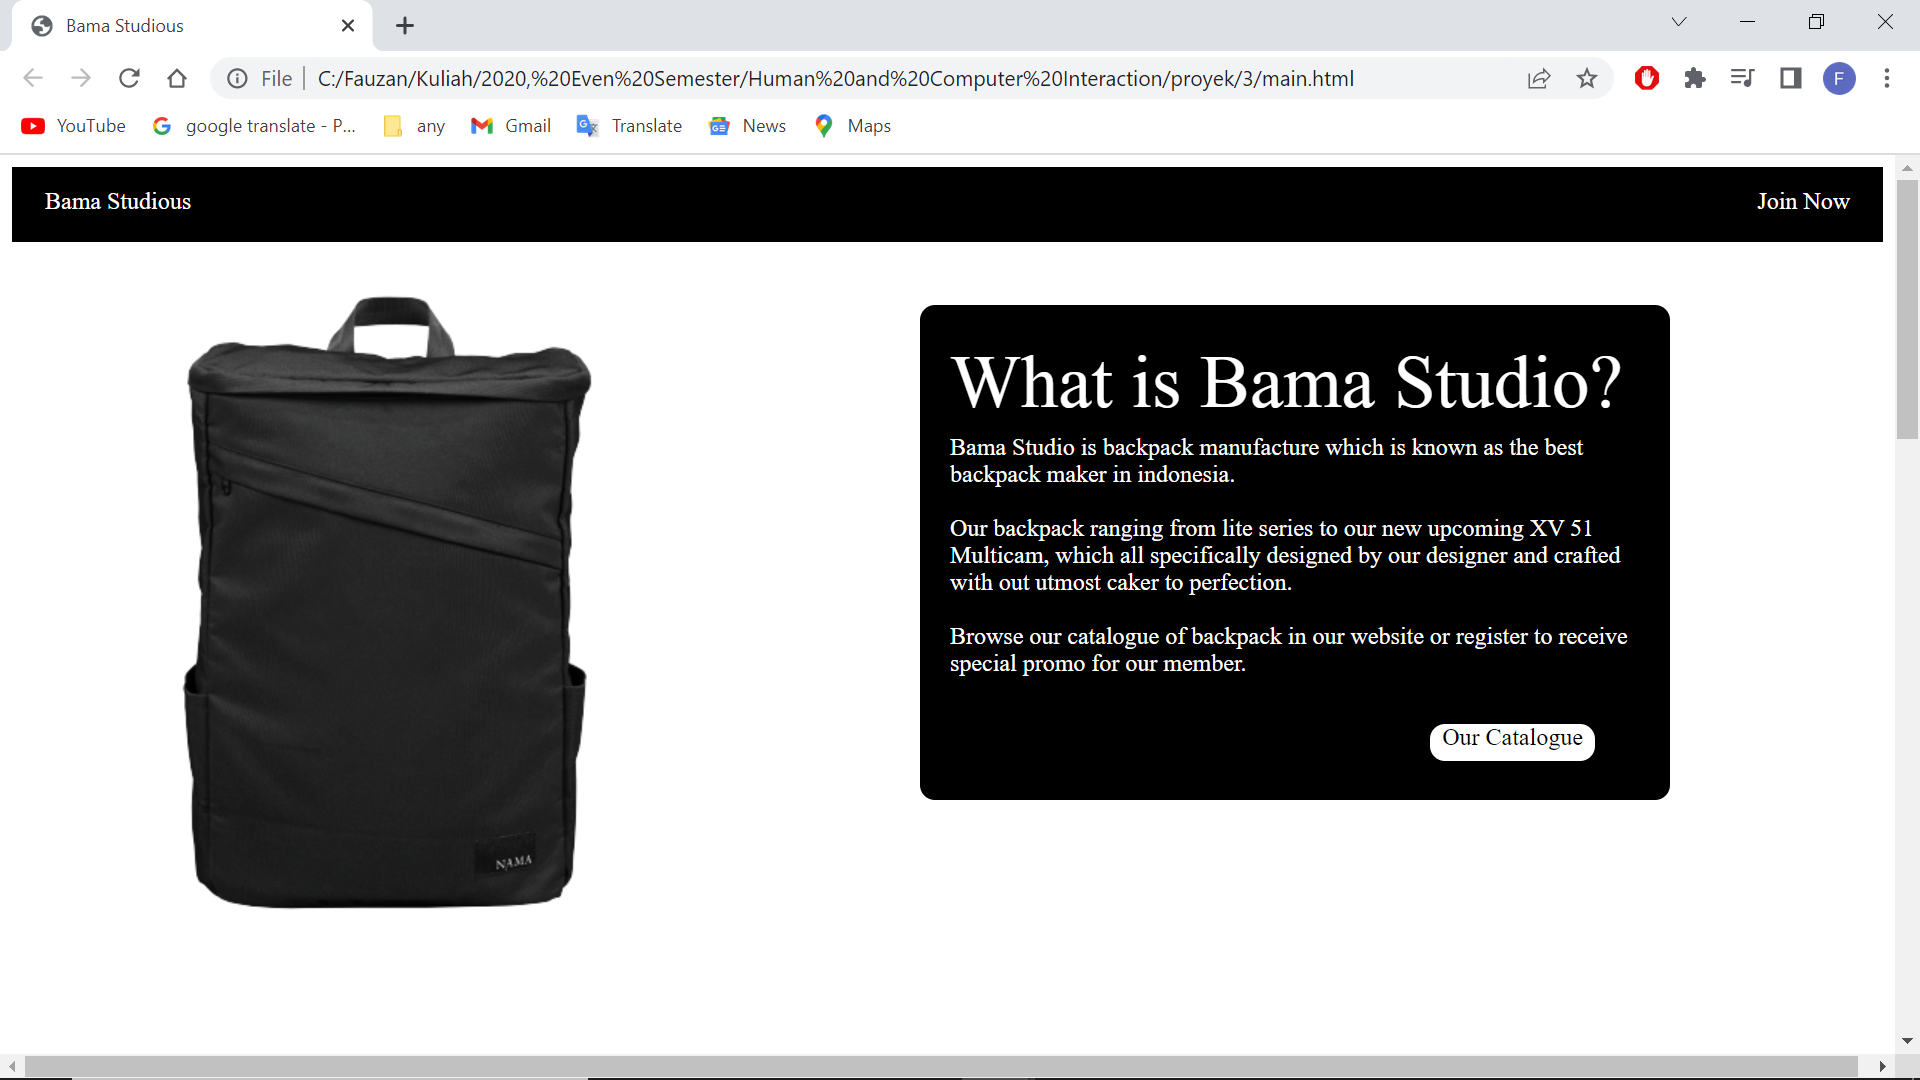 Bama Studious
File
C:/Fauzan/Kuliah/2020,%20Even%20Semester/Human%20and%20Computer%20Interaction/proyek/3/main.html
F
YouTube
google translate - P...
any
Gmail
Translate
News
Maps
Bama Studious
Join Now
What is Bama Studio?
Bama Studio is backpack manufacture which is known as the best
backpack maker in indonesia.
Our backpack ranging from lite series to our new upcoming XV 51
Multicam, which all specifically designed by our designer and crafted
with out utmost caker to perfection.
Browse our catalogue of backpack in our website or register to receive
special promo for our member.
Our Catalogue
NAMA